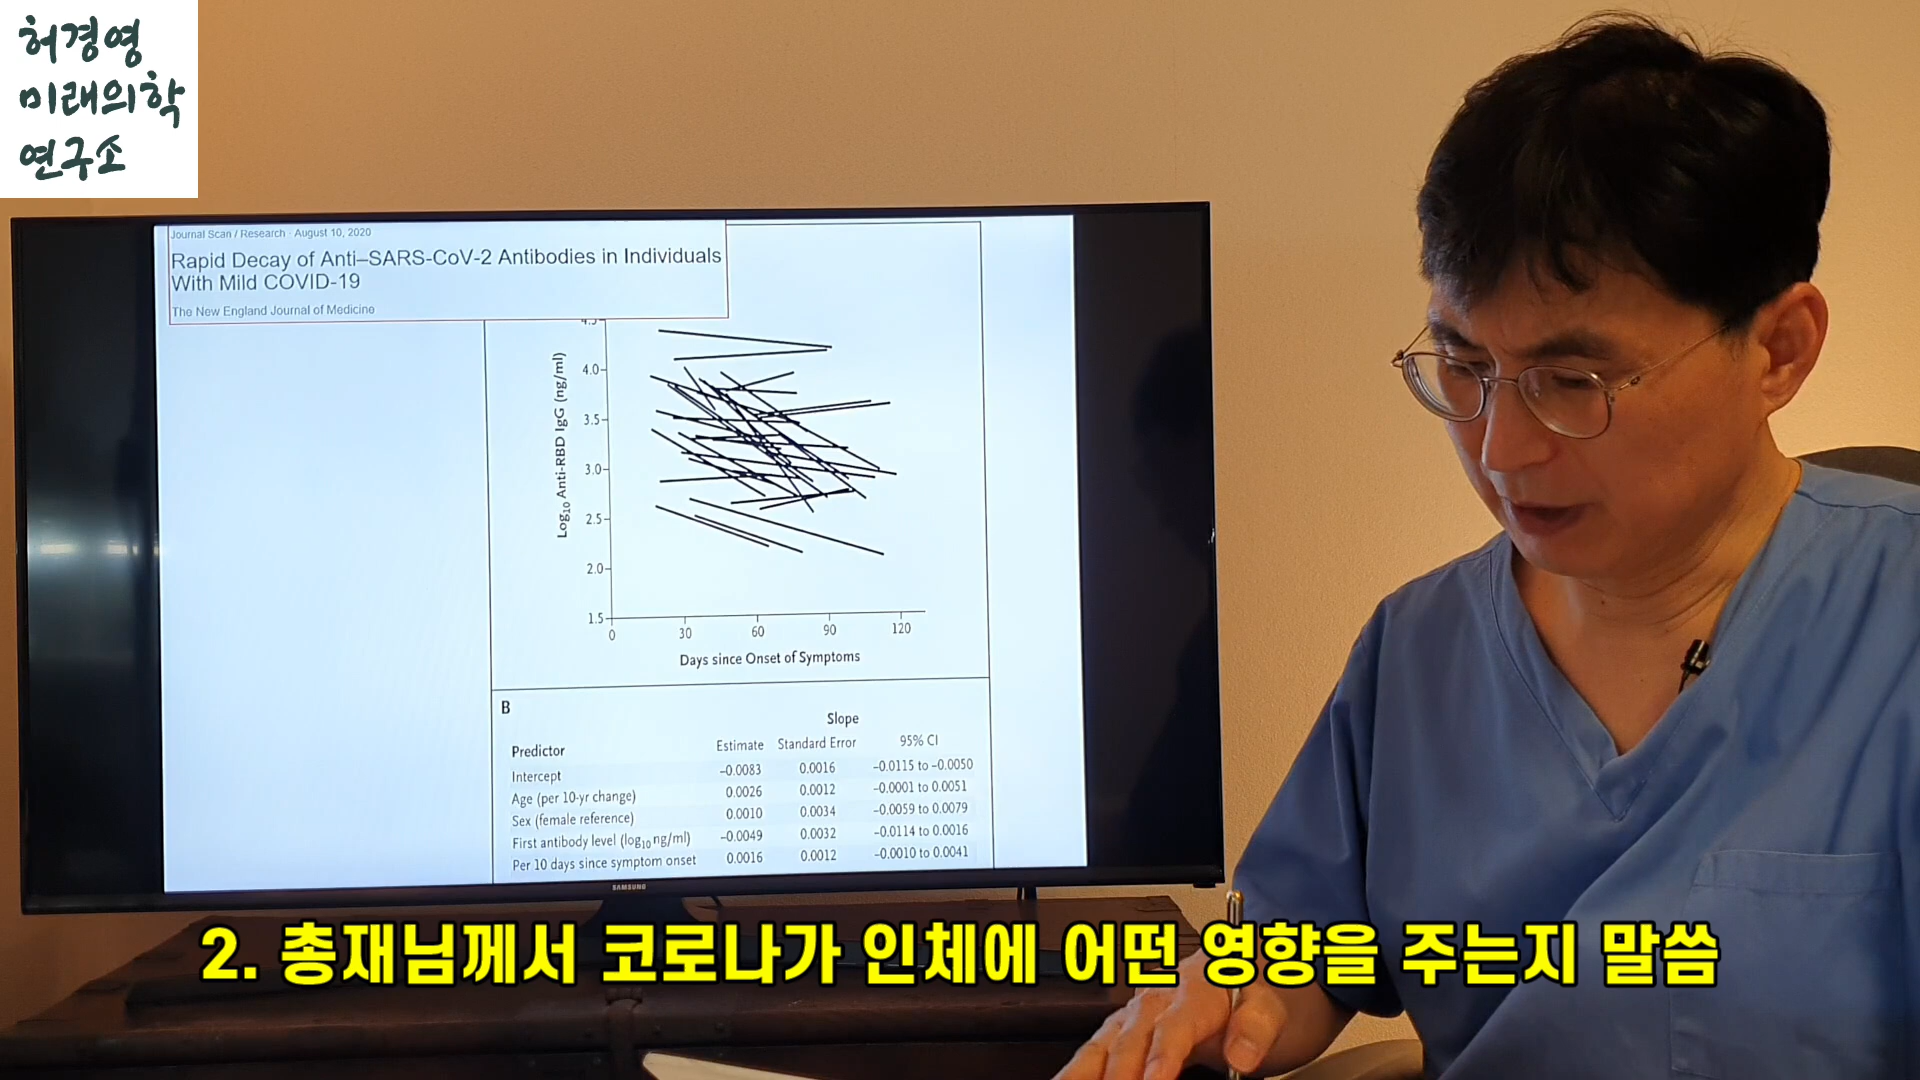 허경영
미래의학
연구소
Journal Scan / Research · August 10, 2020
Rapid Decay of Anti–SARS-CoV-2 Antibodies in Individuals
With Mild COVID-19
The New England Journal of Medicine
Log10 Anti-RBD IgG (ng/ml)
4.5
4.0
3.5
3.0
2.5
2.0
1.5
0 30 60 90 120
Days since Onset of Symptoms
B
Slope
Predictor Estimate Standard Error 95% CI
Intercept –0.0083 0.0016 –0.0115 to –0.0050
Age (per 10-yr change) 0.0026 0.0012 –0.0001 to 0.0051
Sex (female reference) 0.0010 0.0034 –0.0059 to 0.0079
First antibody level (log10 ng/ml) –0.0049 0.0032 –0.0114 to 0.0016
Per 10 days since symptom onset 0.0016 0.0012 –0.0010 to 0.0041
SAMSUNG
2. 총재님께서 코로나가 인체에 어떤 영향을 주는지 말씀